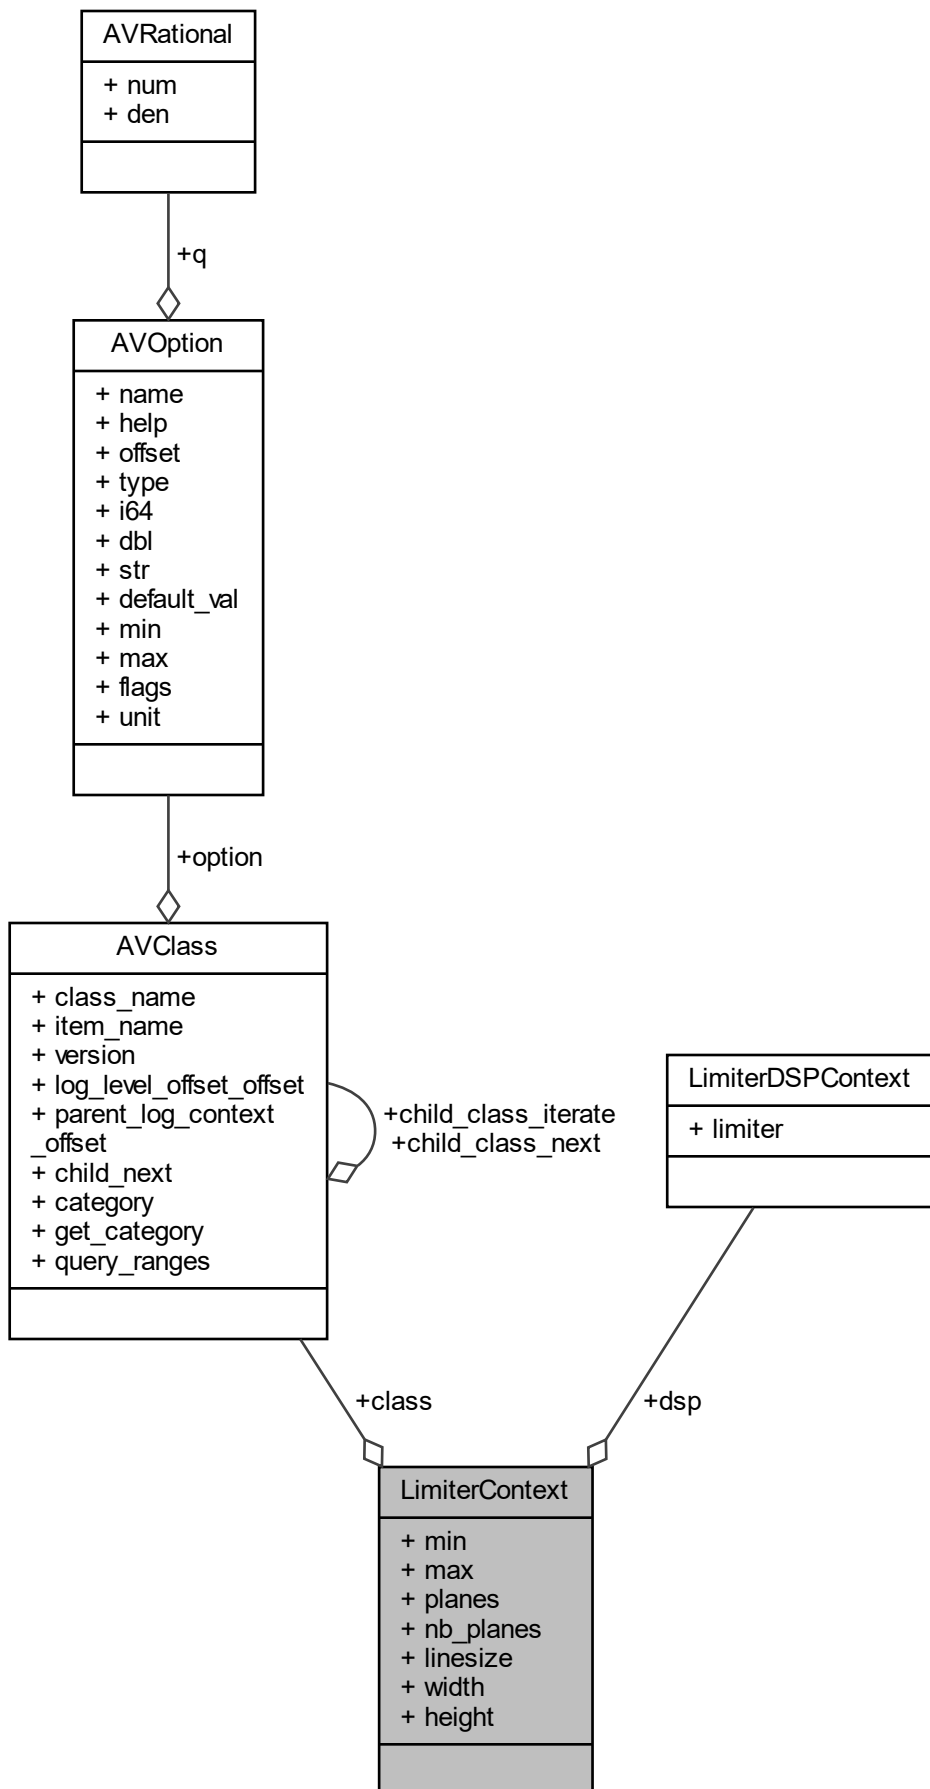 AVRational
+ num
+ den
+q
AVOption
+ name
+ help
+ offset
+ type
+ i64
+ dbl
+ str
+ default_val
+ min
+ max
+ flags
+ unit
+option
AVClass
+ class_name
+ item_name
+ version
+ log_level_offset_offset
+ parent_log_context
_offset
+ child_next
+ category
+ get_category
+ query_ranges
+child_class_iterate
+child_class_next
LimiterDSPContext
+ limiter
+class
+dsp
LimiterContext
+ min
+ max
+ planes
+ nb_planes
+ linesize
+ width
+ height